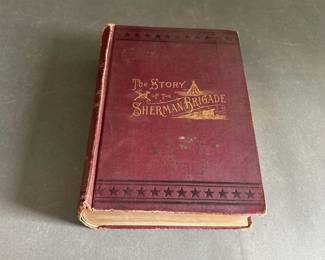 The Story
of the
Sherman Brigade